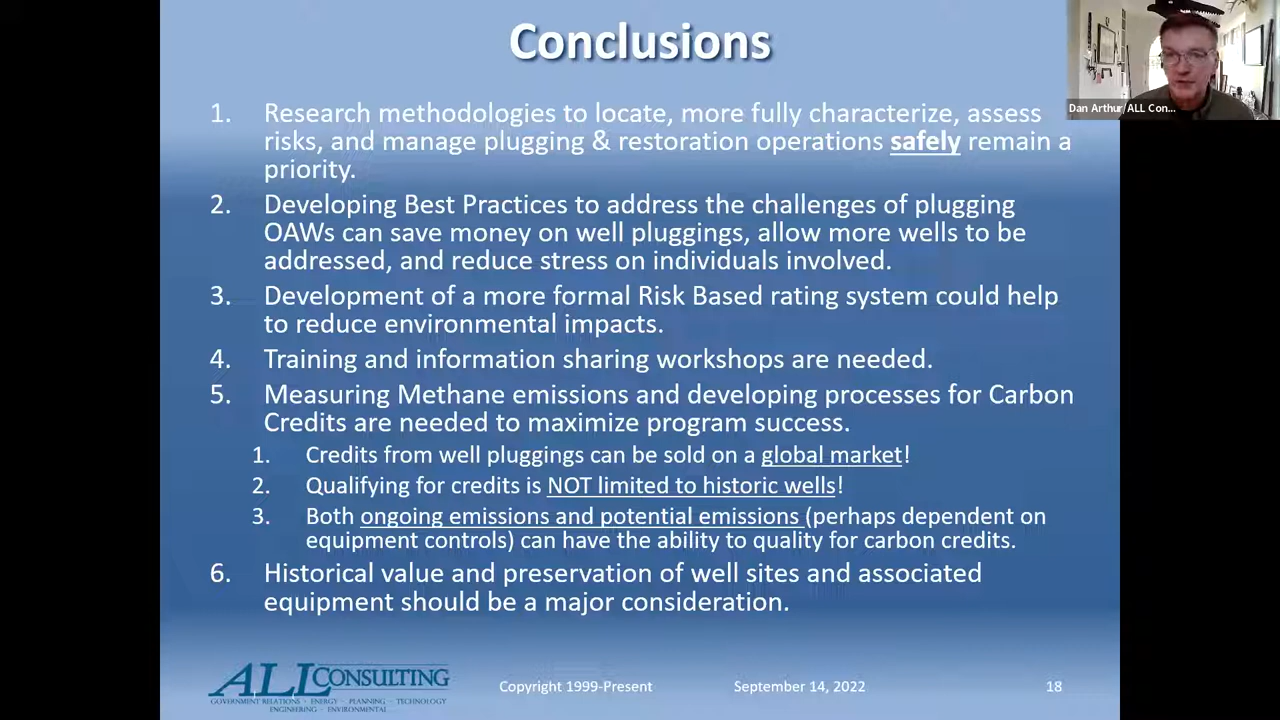 Conclusions
Dan Arthur/ALL Con...
1. Research methodologies to locate, more fully characterize, assess
risks, and manage plugging & restoration operations safely remain a
priority.
2. Developing Best Practices to address the challenges of plugging
OAWs can save money on well pluggings, allow more wells to be
addressed, and reduce stress on individuals involved.
3. Development of a more formal Risk Based rating system could help
to reduce environmental impacts.
4. Training and information sharing workshops are needed.
5. Measuring Methane emissions and developing processes for Carbon
Credits are needed to maximize program success.
1. Credits from well pluggings can be sold on a global market!
2. Qualifying for credits is NOT limited to historic wells!
3. Both ongoing emissions and potential emissions (perhaps dependent on
equipment controls) can have the ability to quality for carbon credits.
6. Historical value and preservation of well sites and associated
equipment should be a major consideration.
ALL CONSULTING
GOVERNMENT RELATIONS · ENERGY · PLANNING · TECHNOLOGY
ENGINEERING · ENVIRONMENTAL
Copyright 1999-Present
September 14, 2022
18